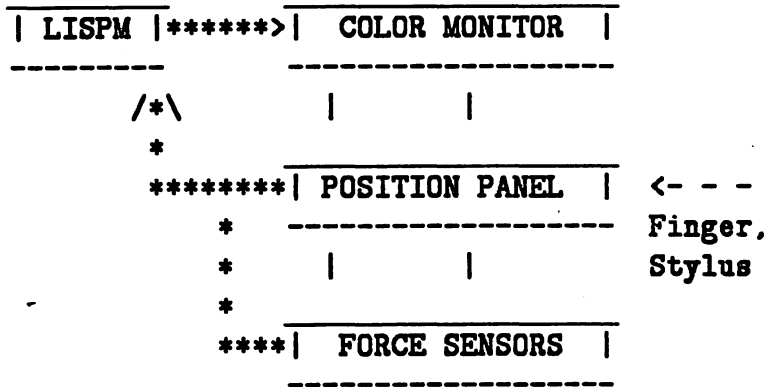 | LISPM |******>| COLOR MONITOR |
--------- --------------------
/*\ | |
*
********| POSITION PANEL | <- - -
* -------------------- Finger,
* | | Stylus
*
****| FORCE SENSORS |
--------------------